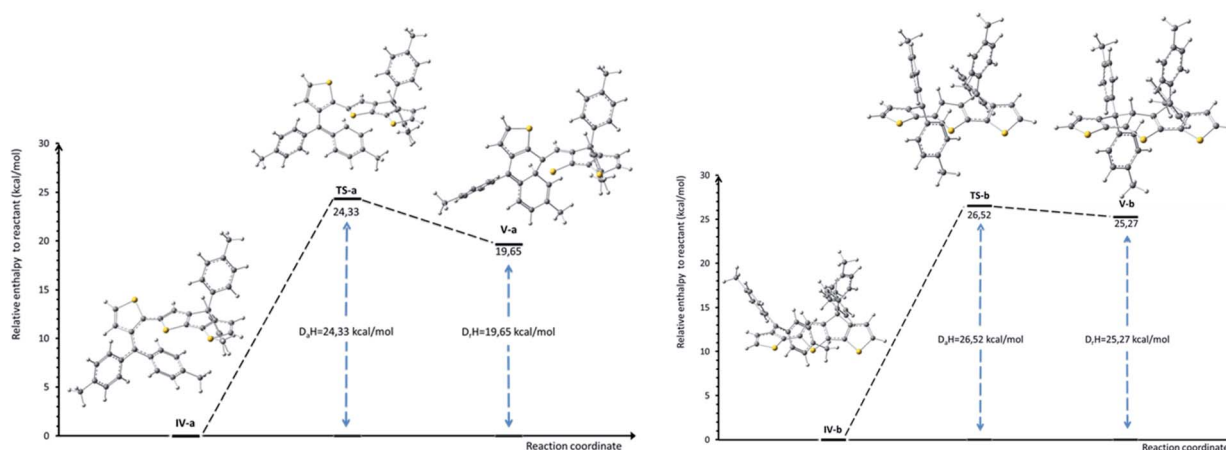 Relative enthalpy to reactant (kcal/mol)
30
25
20
15
10
5
0
TS-a
24,33
V-a
19,65
DaH=24,33 kcal/mol
DrH=19,65 kcal/mol
IV-a
Reaction coordinate
Relative enthalpy to reactant (kcal/mol)
30
25
20
15
10
5
0
TS-b
26,52
V-b
25,27
DaH=26,52 kcal/mol
DrH=25,27 kcal/mol
IV-b
Reaction coordinate